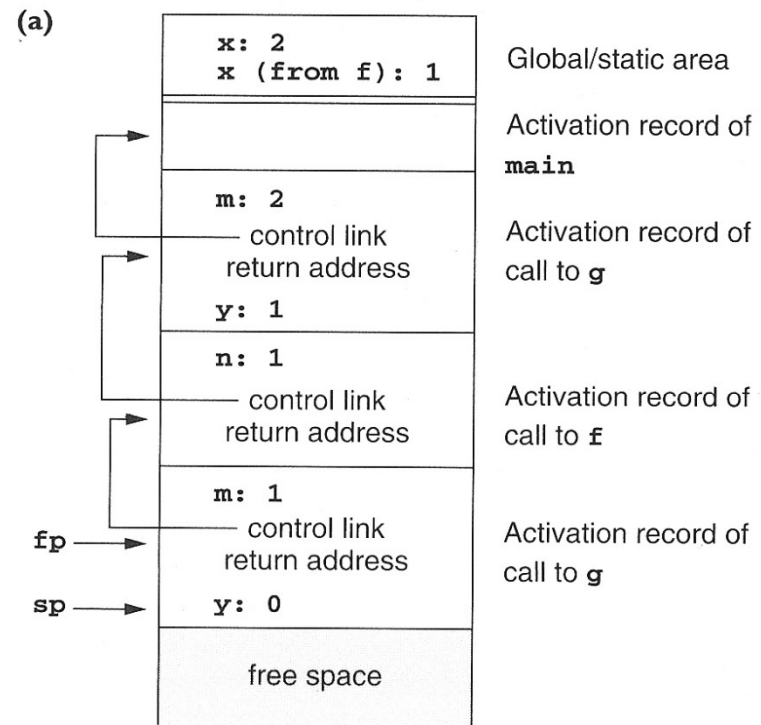 (a)
x: 2
x (from f): 1
Global/static area
Activation record of
main
m: 2
control link
return address
y: 1
Activation record of
call to g
n: 1
control link
return address
Activation record of
call to f
m: 1
control link
return address
y: 0
Activation record of
call to g
fp
sp
free space